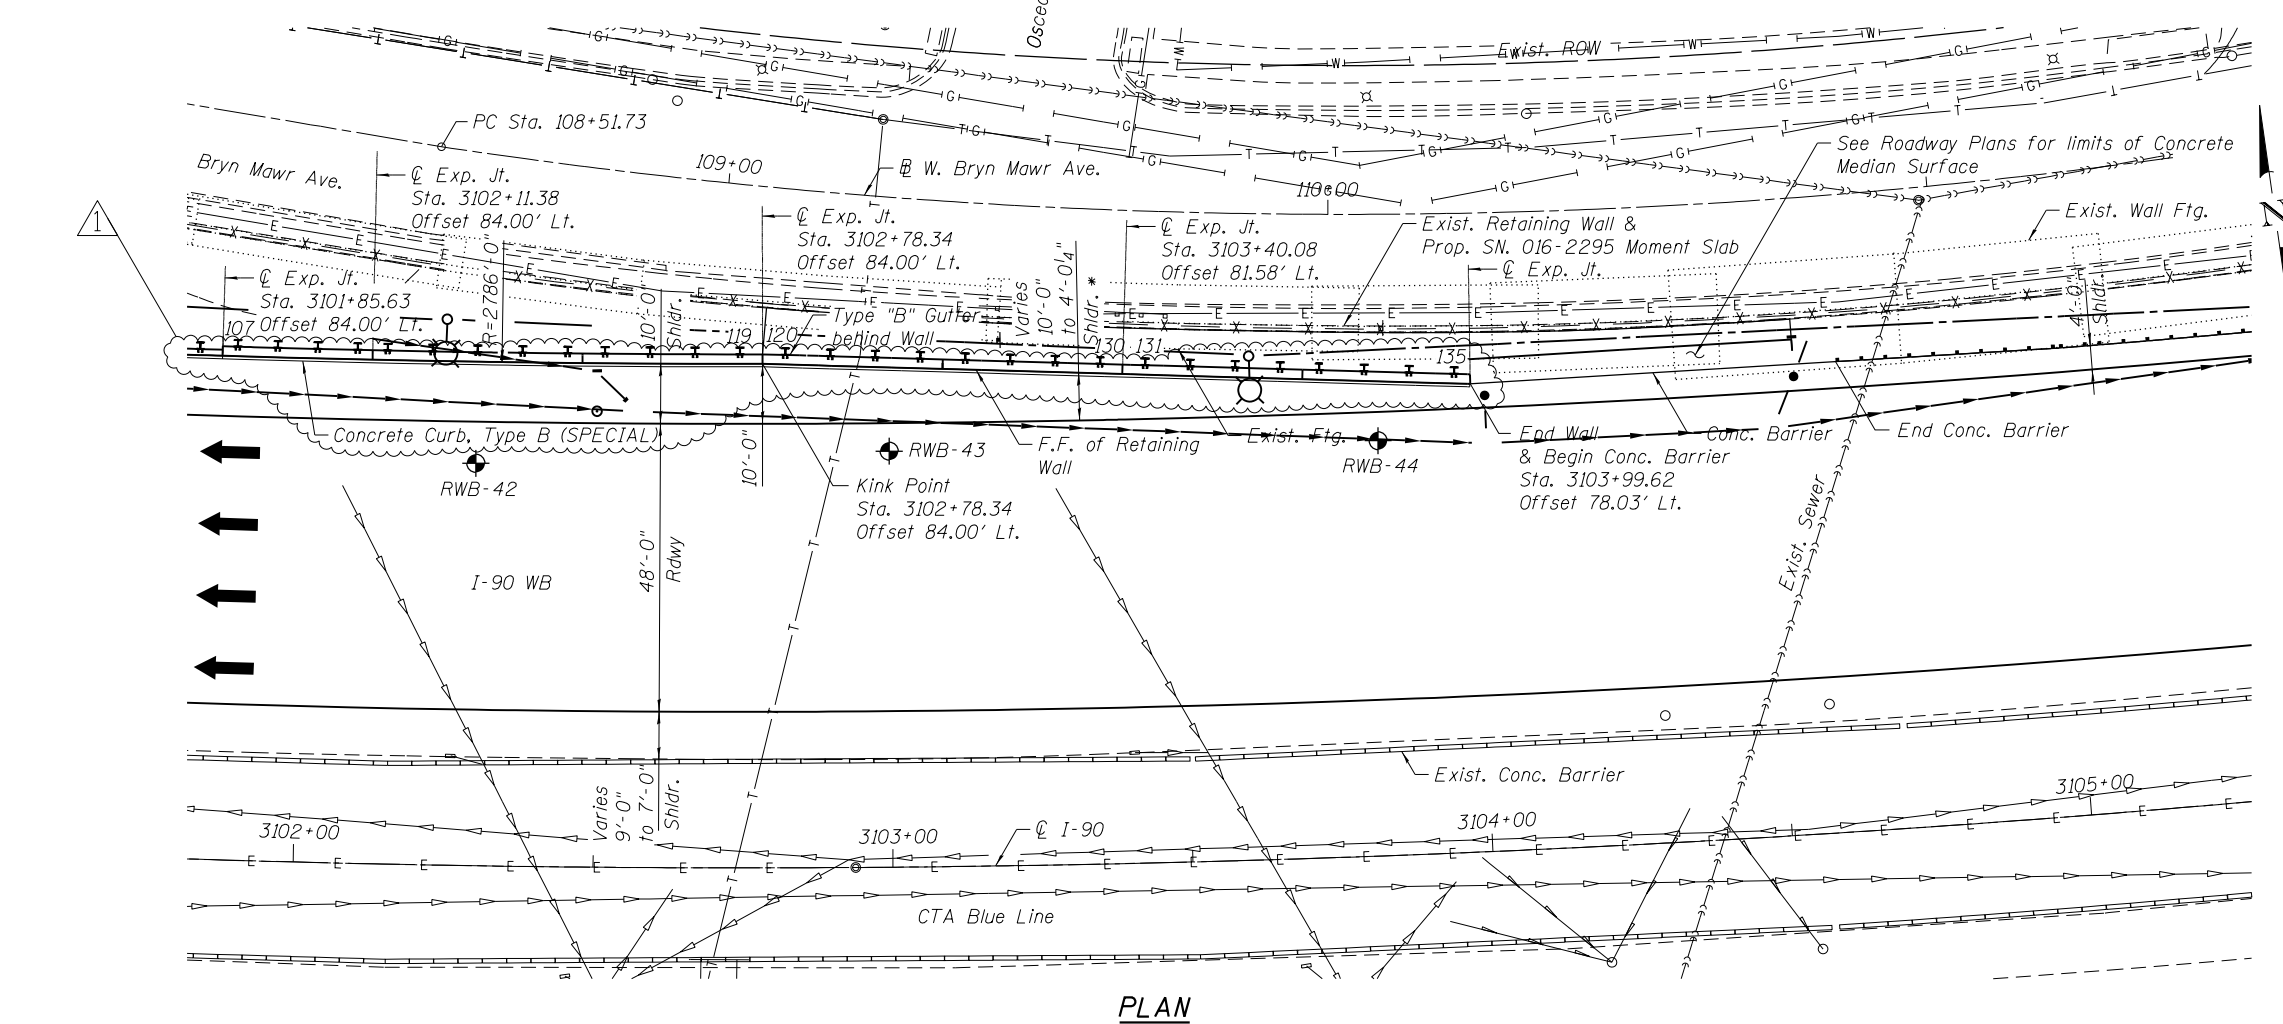 Exist. ROW
PC Sta. 108+51.73
Bryn Mawr Ave.
109+00
℄ Exp. Jt.
Sta. 3102+11.38
Offset 84.00' Lt.
W. Bryn Mawr Ave.
110+00
See Roadway Plans for limits of Concrete
Median Surface
1
℄ Exp. Jt.
Sta. 3102+78.34
Offset 84.00' Lt.
℄ Exp. Jt.
Sta. 3103+40.08
Offset 81.58' Lt.
Exist. Retaining Wall &
Prop. SN. 016-2295 Moment Slab
Exist. Wall Ftg.
℄ Exp. Jt.
℄ Exp. Jt.
Sta. 3101+85.63
Offset 84.00' Lt.
R=2786'-0"
10'-0"
Shldr.
Varies
10'-0"
to 4'-0¼"
Shldr. *
4'-0"
Shldr.
107
119
120
Type "B" Gutter
behind Wall
130
131
135
Concrete Curb, Type B (SPECIAL)
10'-0"
RWB-42
RWB-43
F.F. of Retaining
Wall
Exist. Ftg.
RWB-44
End Wall
& Begin Conc. Barrier
Sta. 3103+99.62
Offset 78.03' Lt.
Conc. Barrier
End Conc. Barrier
Kink Point
Sta. 3102+78.34
Offset 84.00' Lt.
I-90 WB
48'-0"
Rdwy
Exist. Sewer
Varies
9'-0"
to 7'-0"
Shldr.
Exist. Conc. Barrier
3102+00
3103+00
℄ I-90
3104+00
3105+00
CTA Blue Line
PLAN